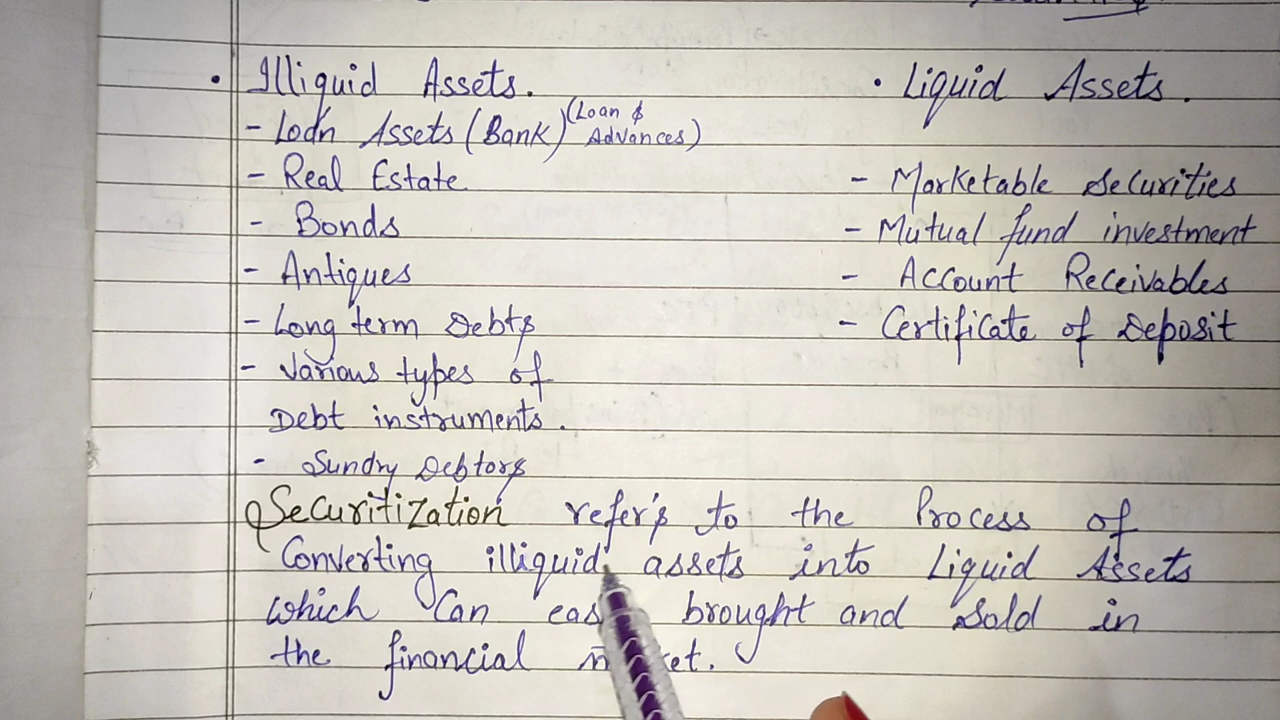 • Illiquid Assets.
- Loan Assets (Bank) (Loan & Advances)
- Real Estate
- Bonds
- Antiques
- Long term Debts
- Various types of
Debt instruments.
- Sundry Debtors
• Liquid Assets.
- Marketable Securities
- Mutual fund investment
- Account Receivables
- Certificate of Deposit
Securitization refer's to the Process of
Converting illiquid assets into Liquid Assets
which Can brought and Sold in
the financial